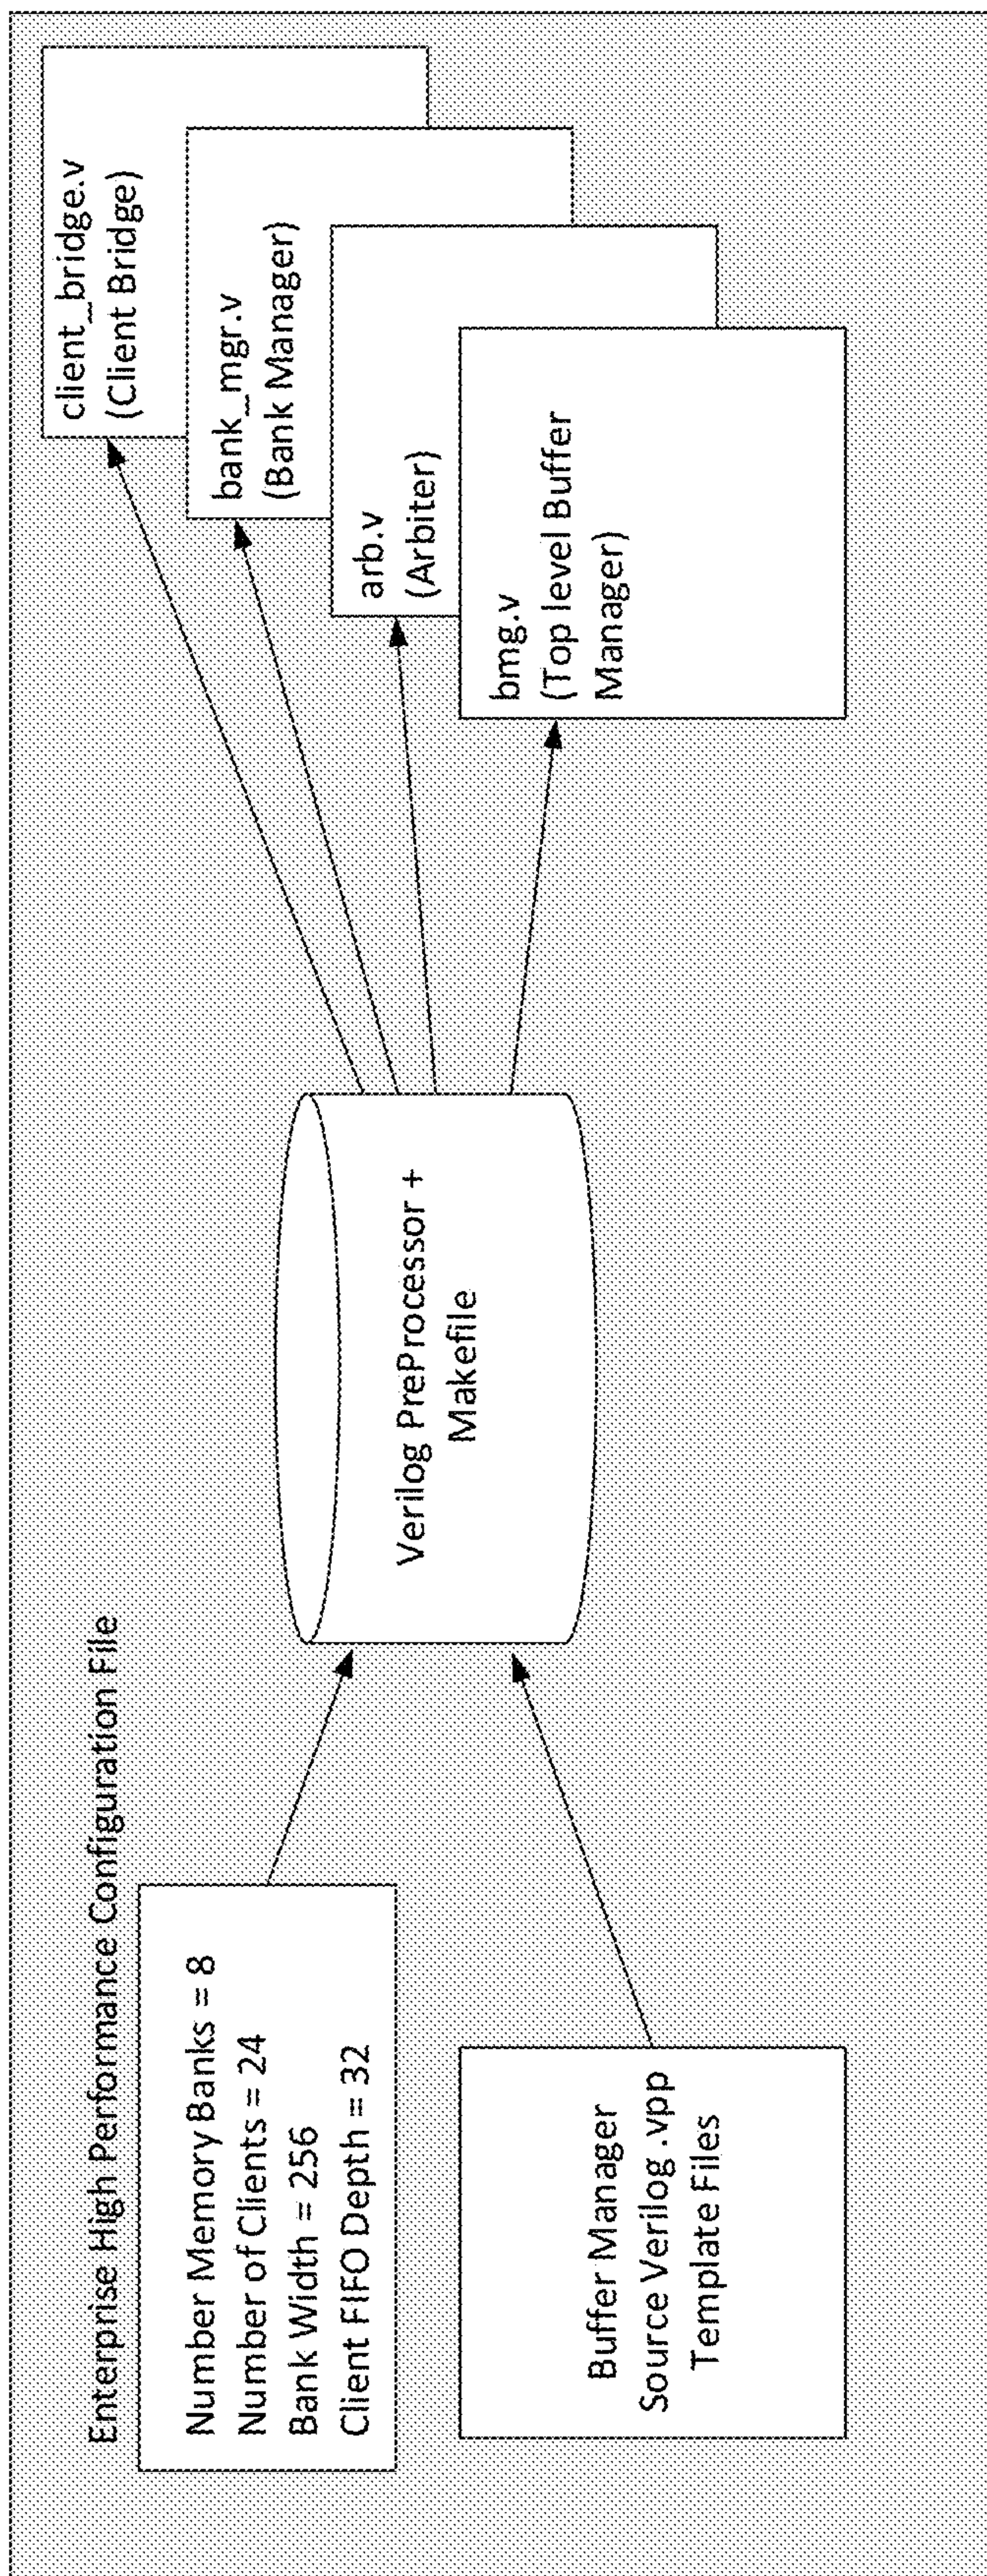 Enterprise High Performance Configuration File
Number Memory Banks = 8
Number of Clients = 24
Bank Width = 256
Client FIFO Depth = 32
Buffer Manager
Source Verilog .vpp
Template Files
Verilog PreProcessor +
Makefile
client_bridge.v
(Client Bridge)
bank_mgr.v
(Bank Manager)
arb.v
(Arbiter)
bmg.v
(Top level Buffer
Manager)